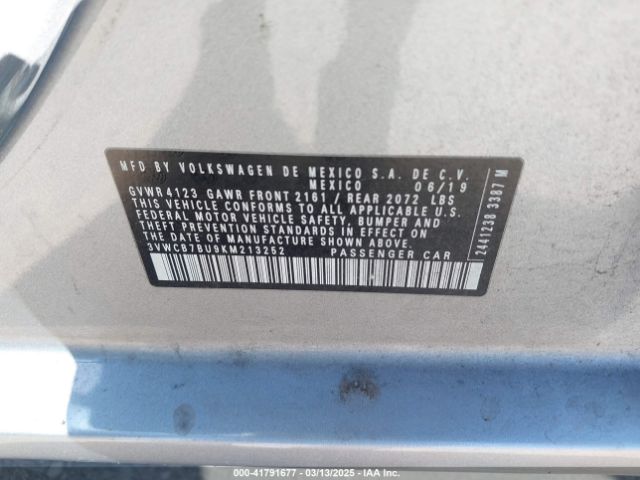 MFD BY VOLKSWAGEN DE MEXICO S.A. DE C.V.
MEXICO 06/19
GVWR 4123 GAWR FRONT 2161 / REAR 2072 LBS
THIS VEHICLE CONFORMS TO ALL APPLICABLE U.S.
FEDERAL MOTOR VEHICLE SAFETY, BUMPER AND
THEFT PREVENTION STANDARDS IN EFFECT ON THE
DATE OF MANUFACTURE SHOWN ABOVE.
3VWCB7BU9KM213252 PASSENGER CAR
2441238 3387 M
000-41791677 - 03/13/2025 - IAA Inc.